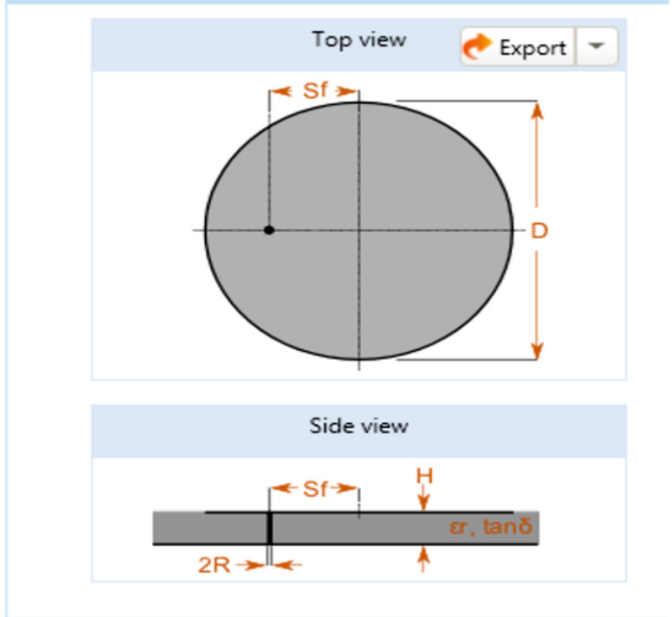 Top view
Export
Sf
D
Side view
Sf
H
εr, tanδ
2R